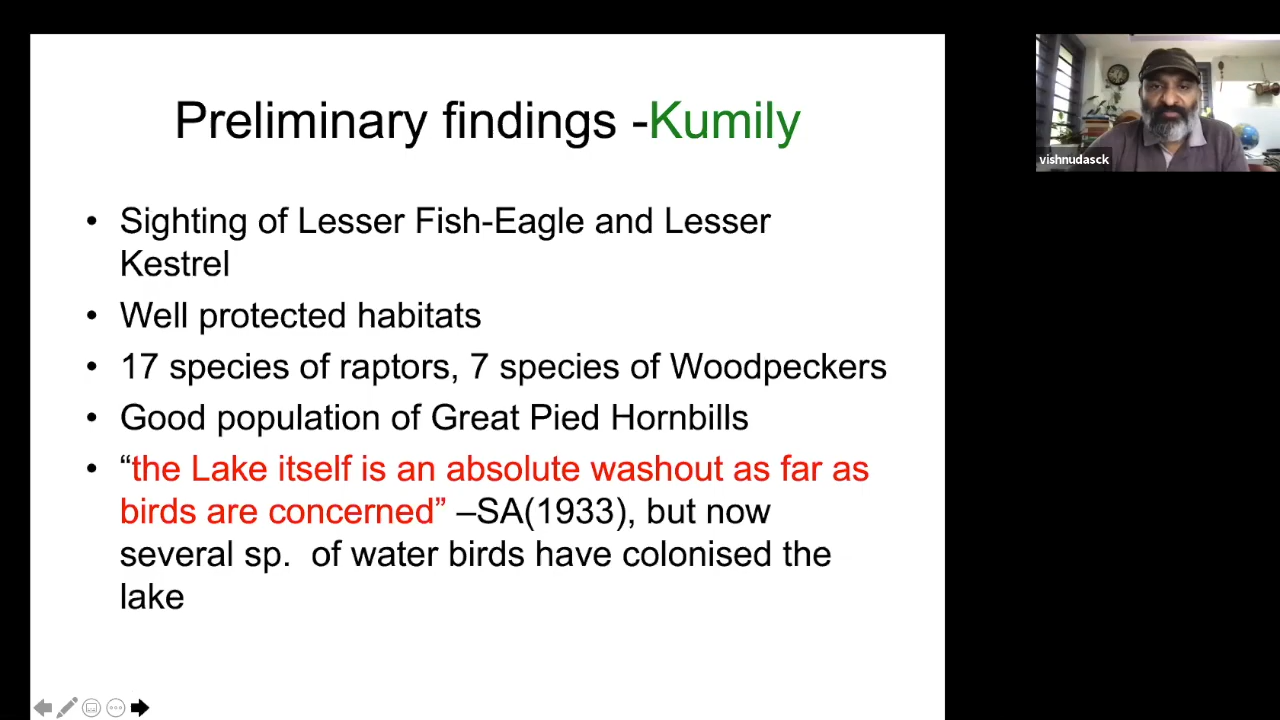 Preliminary findings -Kumily
• Sighting of Lesser Fish-Eagle and Lesser
Kestrel
• Well protected habitats
• 17 species of raptors, 7 species of Woodpeckers
• Good population of Great Pied Hornbills
• “the Lake itself is an absolute washout as far as
birds are concerned” –SA(1933), but now
several sp.  of water birds have colonised the
lake
vishnudasck